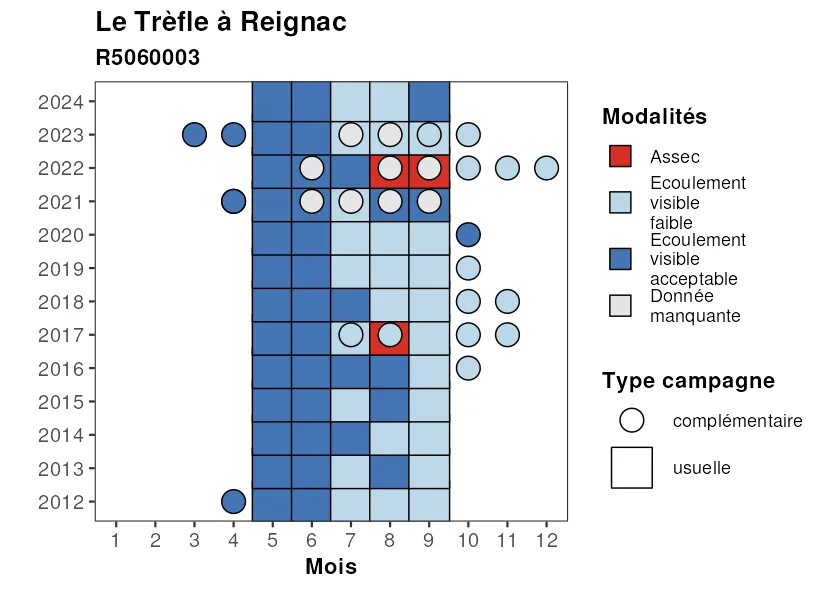 Le Trèfle à Reignac
R5060003
2024
2023
2022
2021
2020
2019
2018
2017
2016
2015
2014
2013
2012
1 2 3 4 5 6 7 8 9 10 11 12
Mois
Modalités
Assec
Ecoulement
visible
faible
Ecoulement
visible
acceptable
Donnée
manquante
Type campagne
complémentaire
usuelle